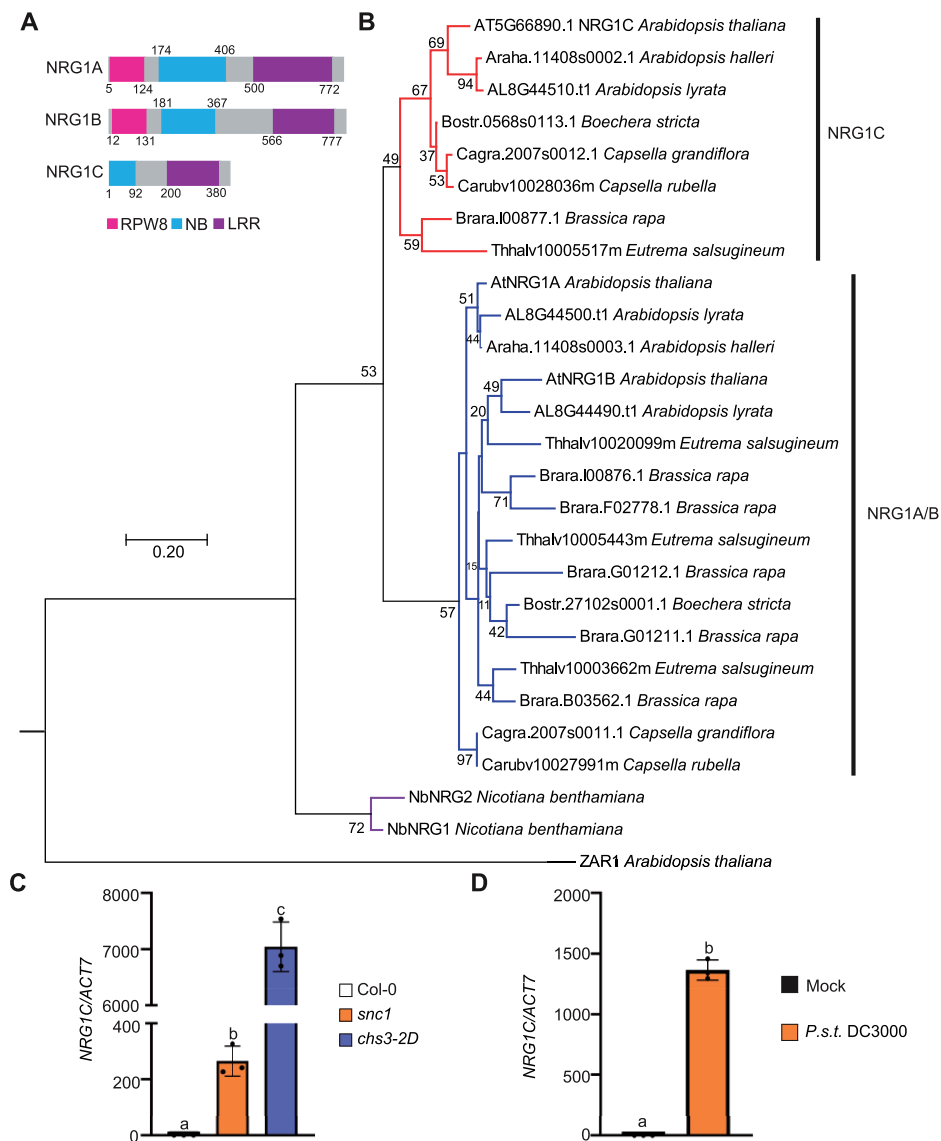 A
174 406
NRG1A
5 124 500 772
181 367
NRG1B
12 131 566 777
NRG1C
1 92 200 380
RPW8 NB LRR
B
AT5G66890.1 NRG1C Arabidopsis thaliana
69
Araha.11408s0002.1 Arabidopsis halleri
94
AL8G44510.t1 Arabidopsis lyrata
67
Bostr.0568s0113.1 Boechera stricta
37
Cagra.2007s0012.1 Capsella grandiflora
53
Carubv10028036m Capsella rubella
49
Brara.I00877.1 Brassica rapa
59
Thhalv10005517m Eutrema salsugineum
NRG1C
AtNRG1A Arabidopsis thaliana
51
AL8G44500.t1 Arabidopsis lyrata
44
Araha.11408s0003.1 Arabidopsis halleri
53
AtNRG1B Arabidopsis thaliana
49
AL8G44490.t1 Arabidopsis lyrata
20
Thhalv10020099m Eutrema salsugineum
Brara.I00876.1 Brassica rapa
71
Brara.F02778.1 Brassica rapa
NRG1A/B
Thhalv10005443m Eutrema salsugineum
0.20
15
Brara.G01212.1 Brassica rapa
11
Bostr.27102s0001.1 Boechera stricta
57
42
Brara.G01211.1 Brassica rapa
Thhalv10003662m Eutrema salsugineum
44
Brara.B03562.1 Brassica rapa
Cagra.2007s0011.1 Capsella grandiflora
97
Carubv10027991m Capsella rubella
NbNRG2 Nicotiana benthamiana
72
NbNRG1 Nicotiana benthamiana
ZAR1 Arabidopsis thaliana
C
NRG1C/ACT7
8000
7000
6000
400
200
0
a
b
c
Col-0
snc1
chs3-2D
D
NRG1C/ACT7
2000
1500
1000
500
0
a
b
Mock
P.s.t. DC3000